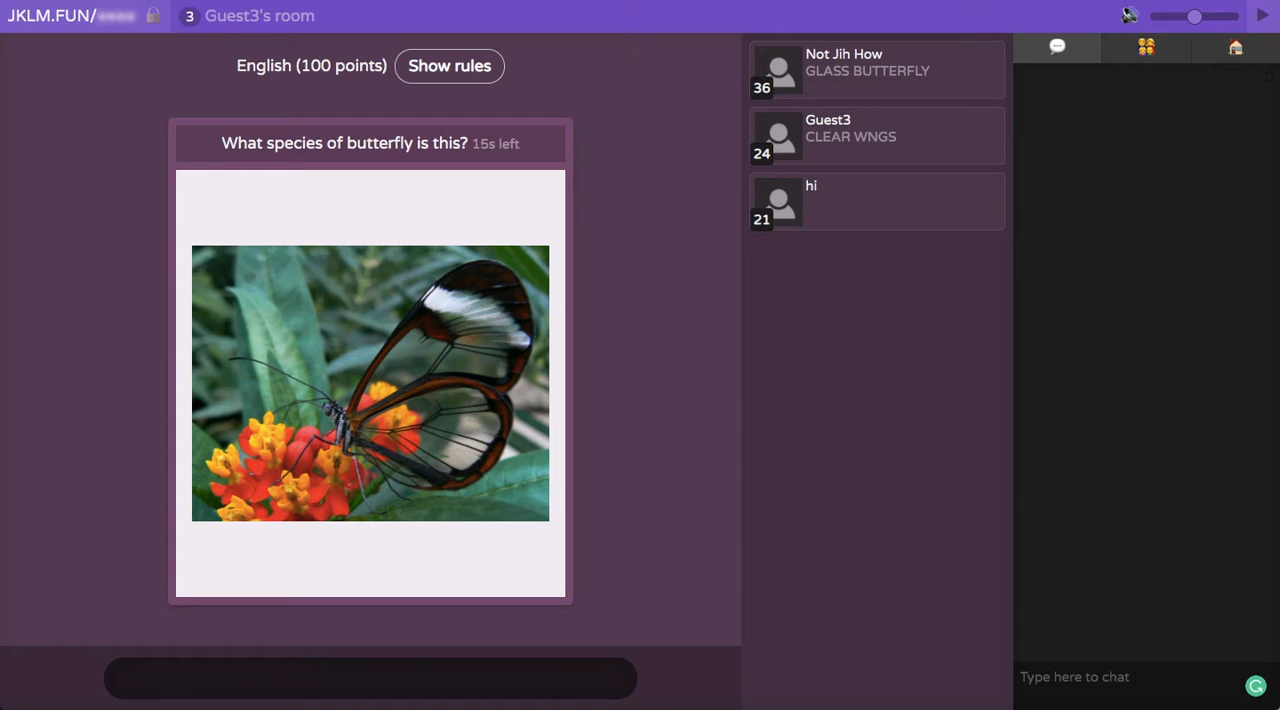 JKLM.FUN/
3 Guest3's room
English (100 points) Show rules
What species of butterfly is this? 15s left
Not Jih How
GLASS BUTTERFLY
36
Guest3
CLEAR WNGS
24
hi
21
Type here to chat